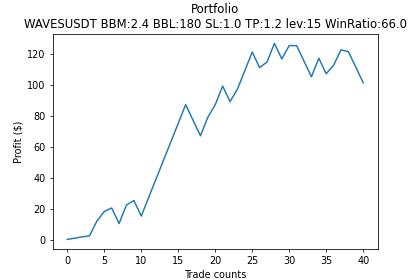 Portfolio
WAVESUSDT BBM:2.4 BBL:180 SL:1.0 TP:1.2 lev:15 WinRatio:66.0
Profit ($)
120
100
80
60
40
20
0
0 5 10 15 20 25 30 35 40
Trade counts